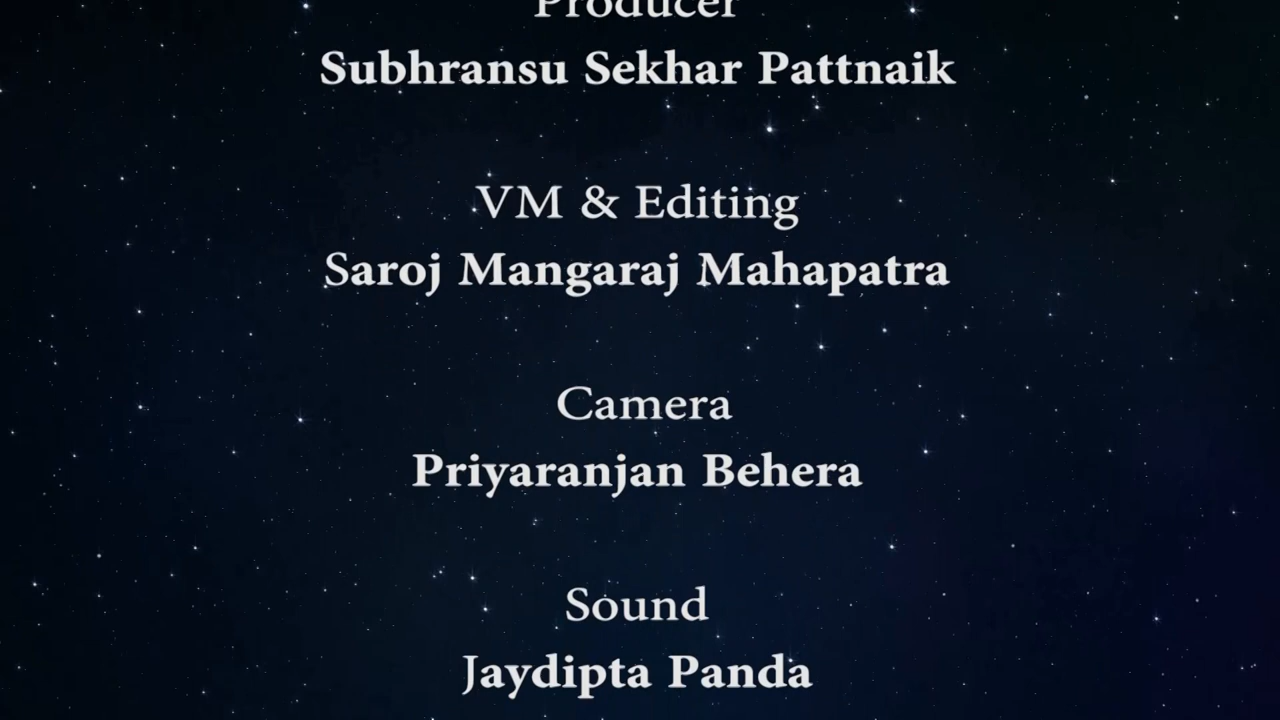 Producer
Subhransu Sekhar Pattnaik
VM & Editing
Saroj Mangaraj Mahapatra
Camera
Priyaranjan Behera
Sound
Jaydipta Panda